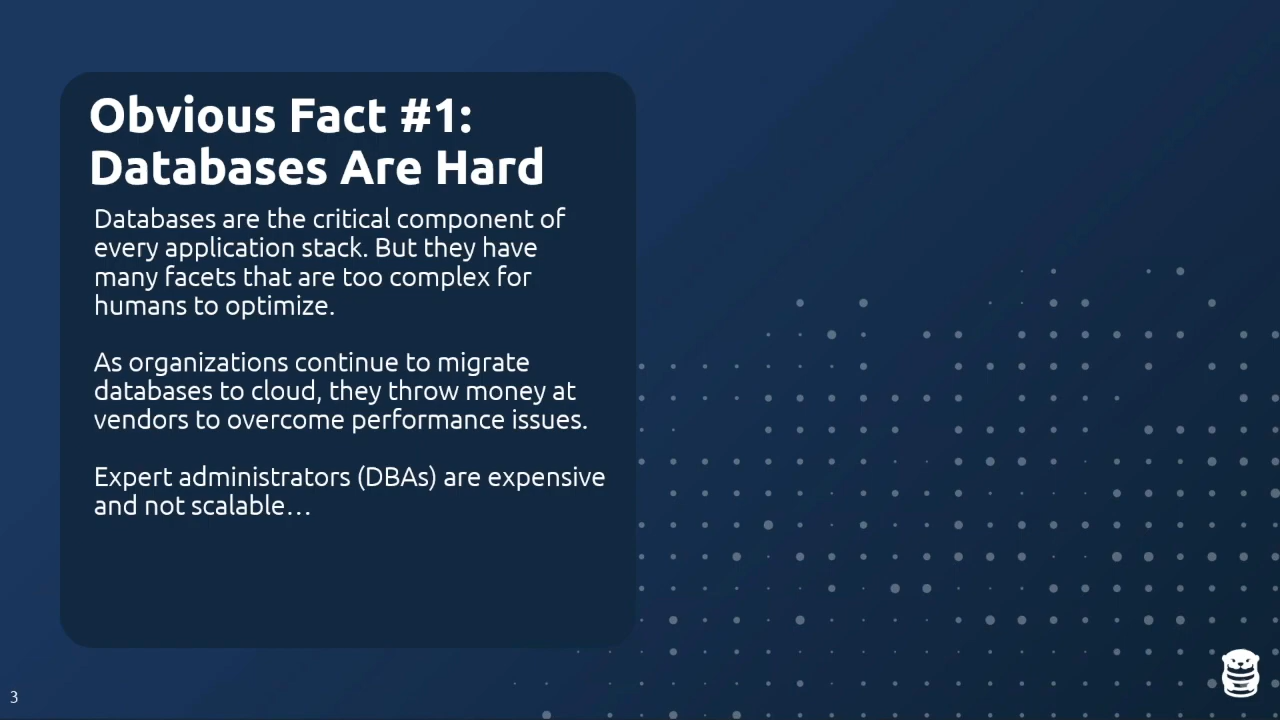 Obvious Fact #1:
Databases Are Hard
Databases are the critical component of
every application stack. But they have
many facets that are too complex for
humans to optimize.
As organizations continue to migrate
databases to cloud, they throw money at
vendors to overcome performance issues.
Expert administrators (DBAs) are expensive
and not scalable…
3